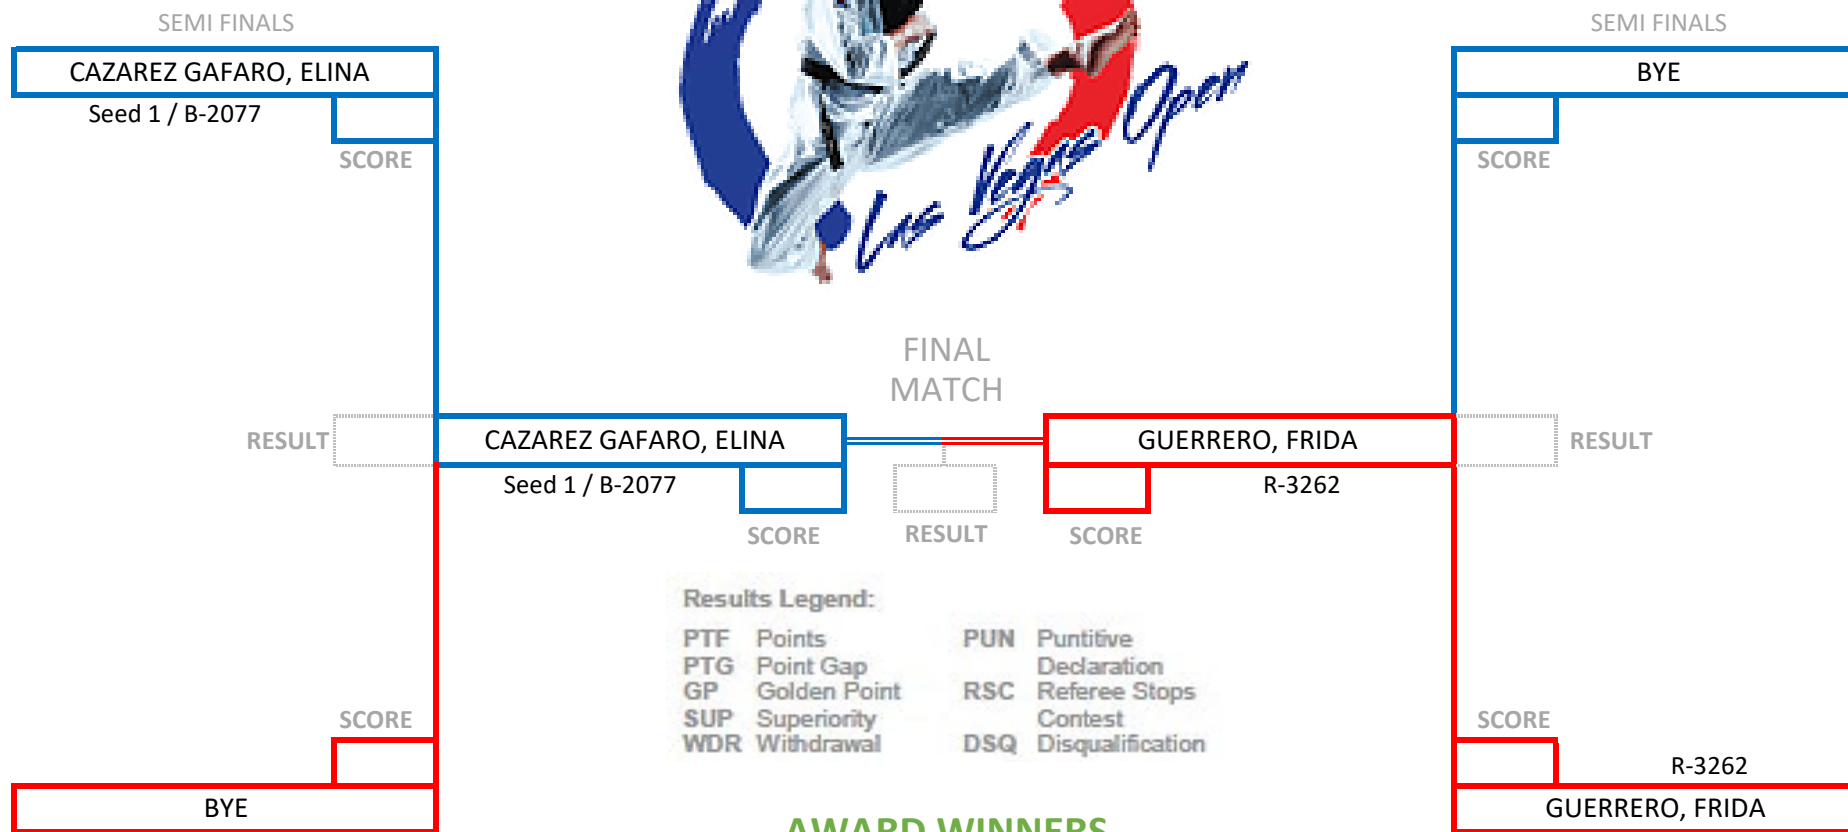 SEMI FINALS
SEMI FINALS
CAZAREZ GAFARO, ELINA
BYE
Seed 1 / B-2077
SCORE
SCORE
Las Vegas Open
FINAL
MATCH
RESULT
CAZAREZ GAFARO, ELINA
GUERRERO, FRIDA
RESULT
Seed 1 / B-2077
R-3262
SCORE
RESULT
SCORE
Results Legend:
PTF Points
PTG Point Gap
GP Golden Point
SUP Superiority
WDR Withdrawal
PUN Puntitive
Declaration
RSC Referee Stops
Contest
DSQ Disqualification
SCORE
SCORE
R-3262
BYE
GUERRERO, FRIDA
AWARD WINNERS